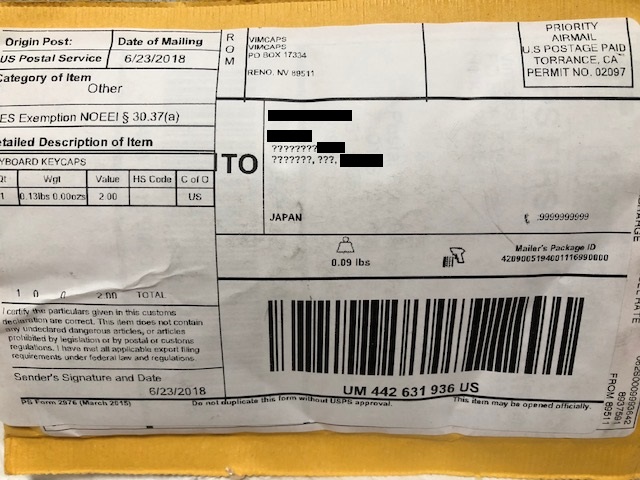 Origin Post:
US Postal Service
Date of Mailing
6/23/2018
Category of Item
Other
ES Exemption NOEEI § 30.37(a)
etailed Description of Item
YBOARD KEYCAPS
Wgt Value HS Code C of O
1 0.13lbs 0.00ozs 2.00 US
1 0 0 2.00 TOTAL
I certify the particulars given in this customs
declaration are correct. This item does not contain
any undeclared dangerous articles, or articles
prohibited by legislation or by postal or customs
regulations. I have met all applicable export filing
requirements under federal law and regulations.
Sender's Signature and Date
6/23/2018
PS Form 2976 (March 2018)
Do not duplicate this form without USPS approval.
This item may be opened officially.
ROM
VIMCAPS
VIMCAPS
PO BOX 17334
RENO, NV 89511
PRIORITY
AIRMAIL
U.S POSTAGE PAID
TORRANCE, CA
PERMIT NO. 02097
TO
????????
???????, ???,
JAPAN
.9999999999
0.09 lbs
Mailer's Package ID
4209005194001116990000
UM 442 631 936 US
8997591
FROM 89511